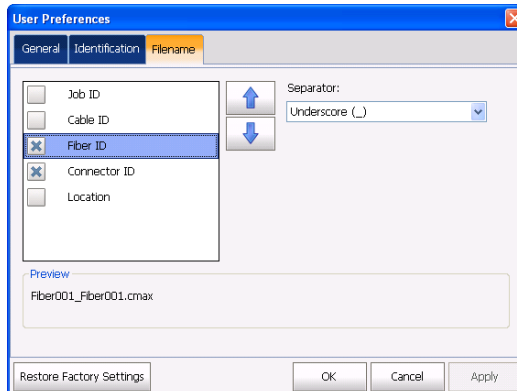 User Preferences
General Identification Filename
Job ID
Cable ID
Fiber ID
Connector ID
Location
Separator:
Underscore (_)
Preview
Fiber001_Fiber001.cmax
Restore Factory Settings OK Cancel Apply